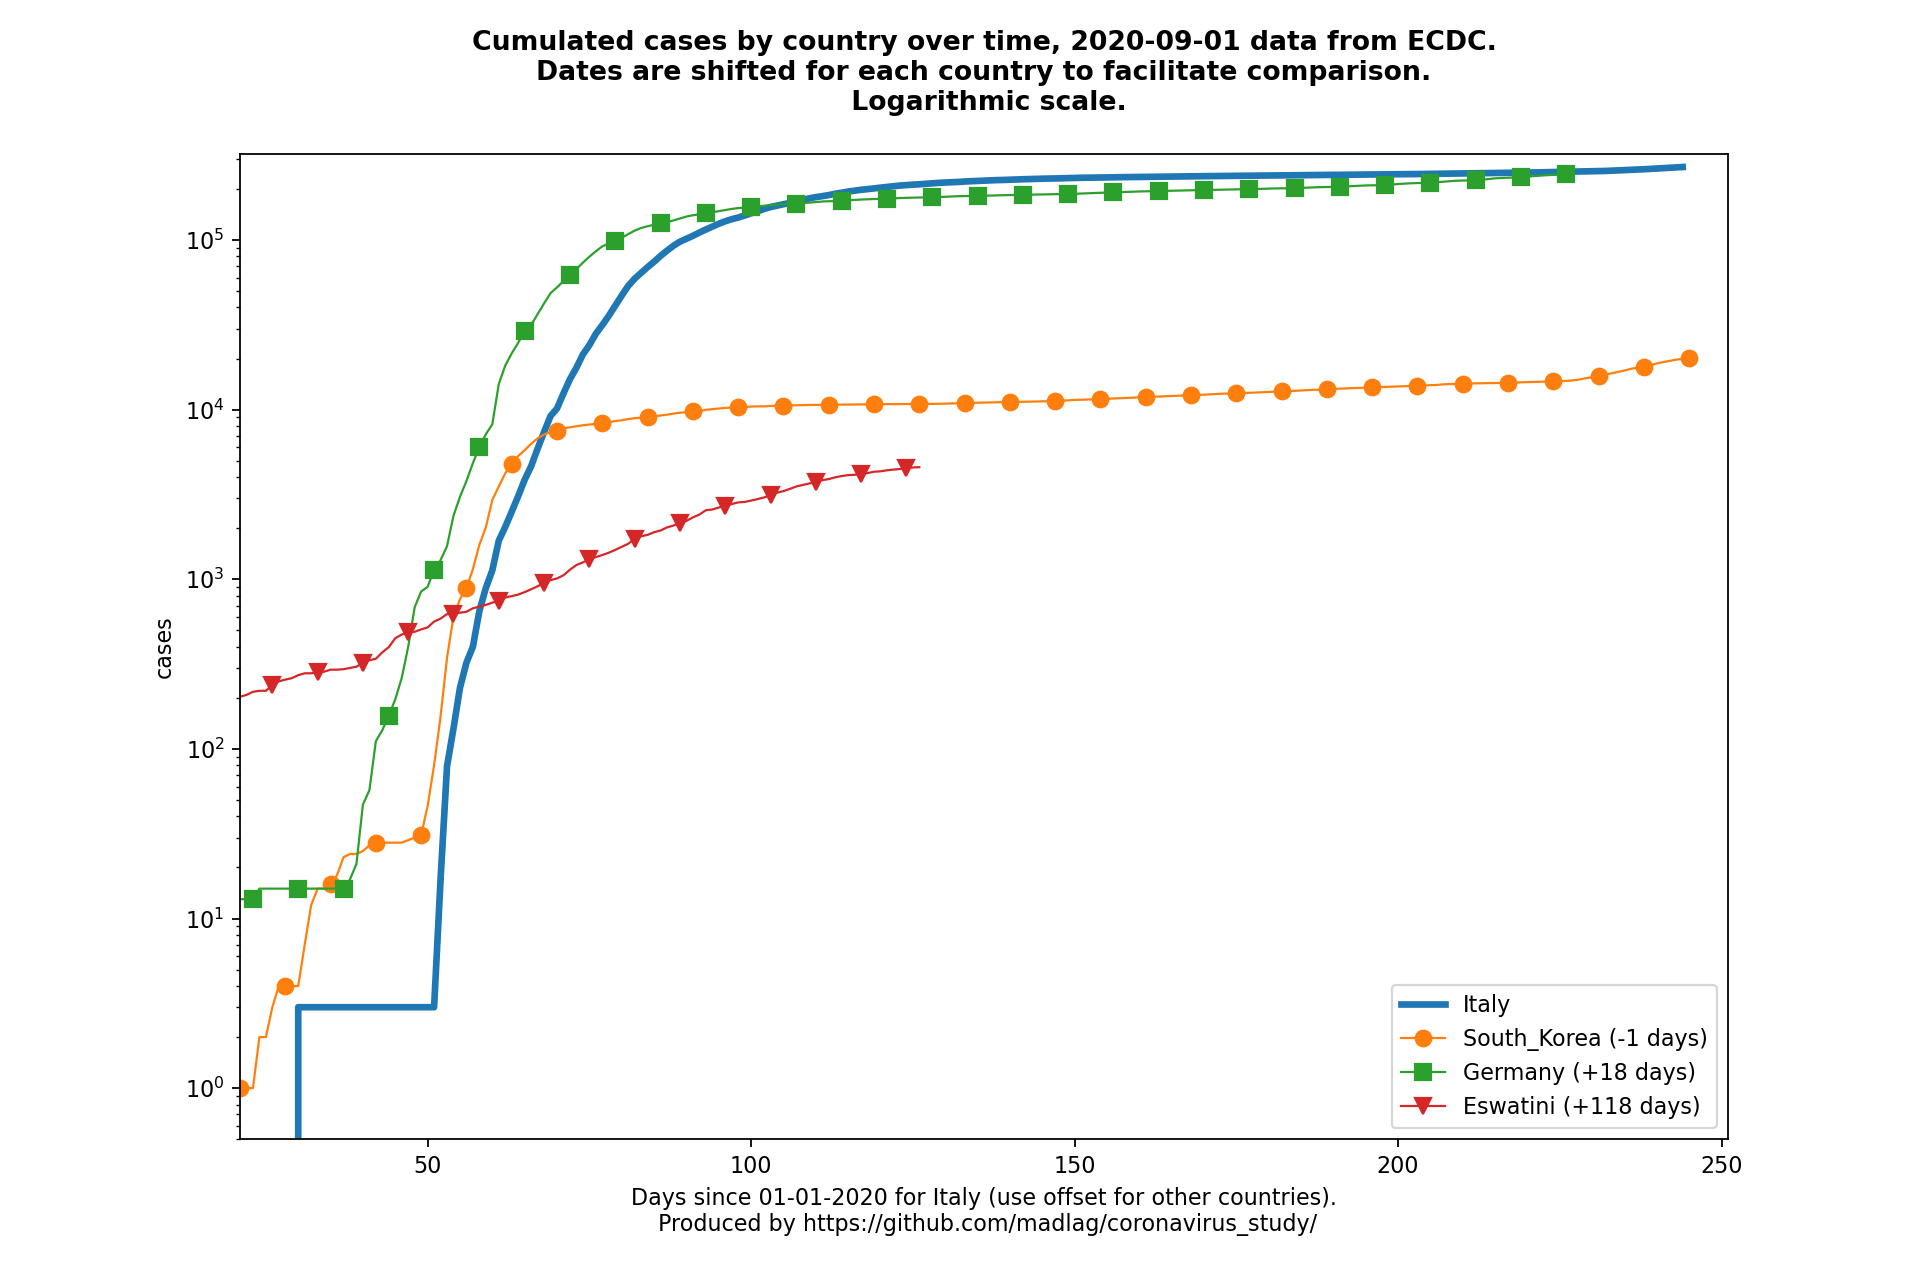 Cumulated cases by country over time, 2020-09-01 data from ECDC.
Dates are shifted for each country to facilitate comparison.
Logarithmic scale.
10^5
10^4
10^3
10^2
10^1
10^0
cases
Italy
South_Korea (-1 days)
Germany (+18 days)
Eswatini (+118 days)
50 100 150 200 250
Days since 01-01-2020 for Italy (use offset for other countries).
Produced by https://github.com/madlag/coronavirus_study/